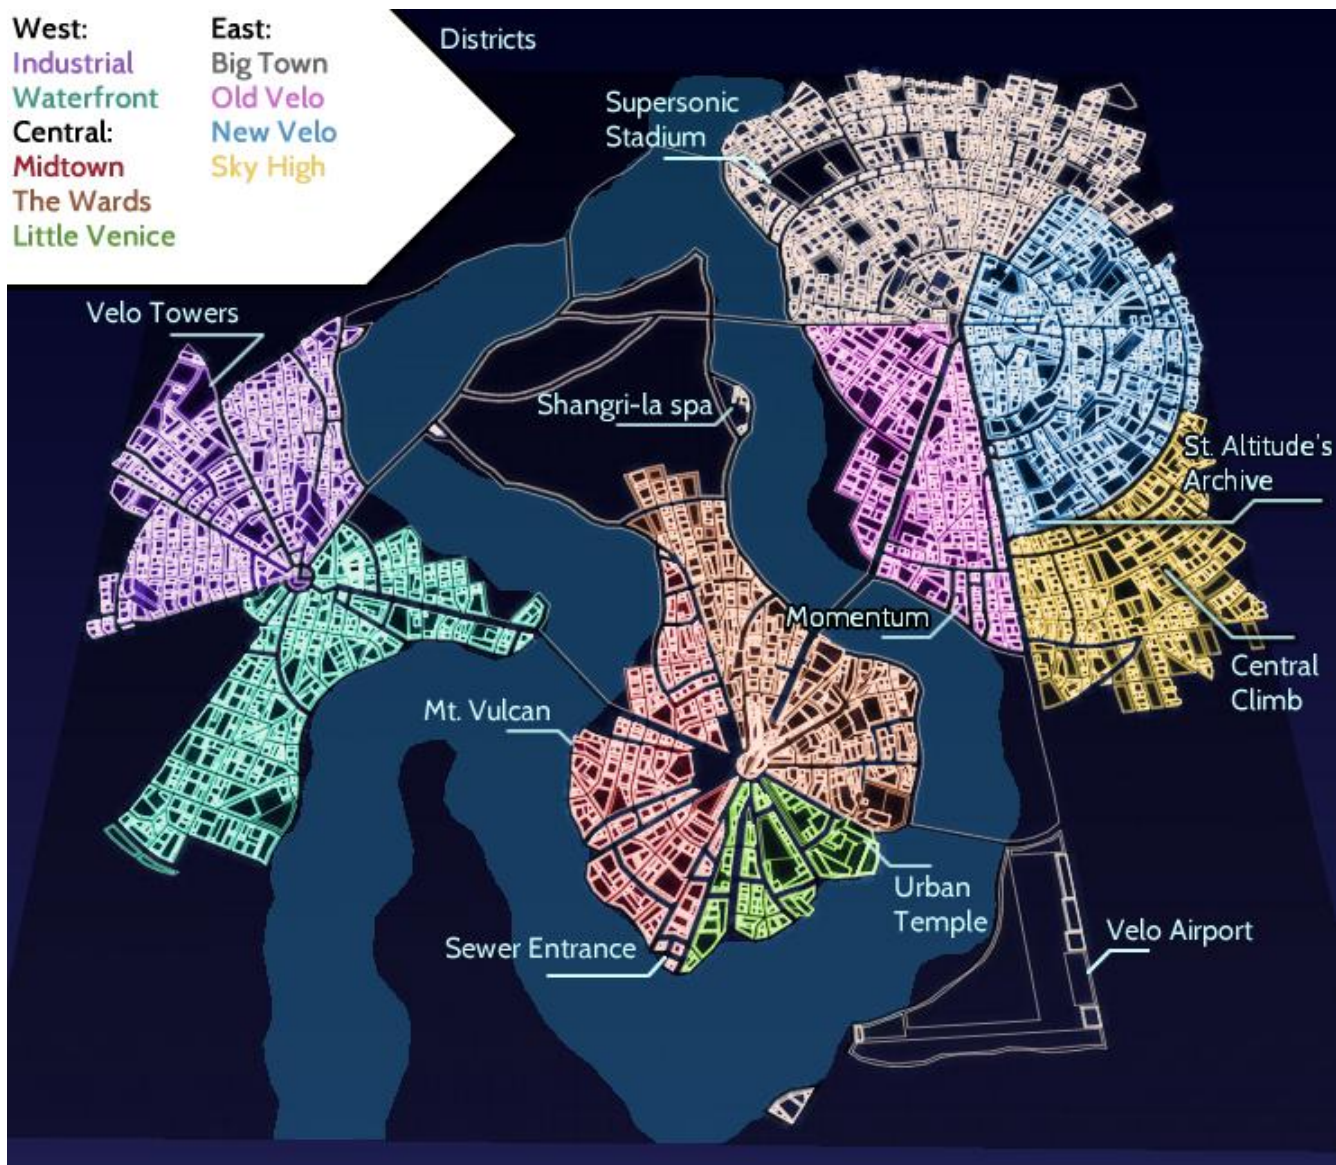 West:
Industrial
Waterfront
Central:
Midtown
The Wards
Little Venice
East:
Big Town
Old Velo
New Velo
Sky High
Districts
Supersonic
Stadium
Velo Towers
Shangri-la spa
St. Altitude's
Archive
Momentum
Central
Climb
Mt. Vulcan
Urban
Temple
Sewer Entrance
Velo Airport